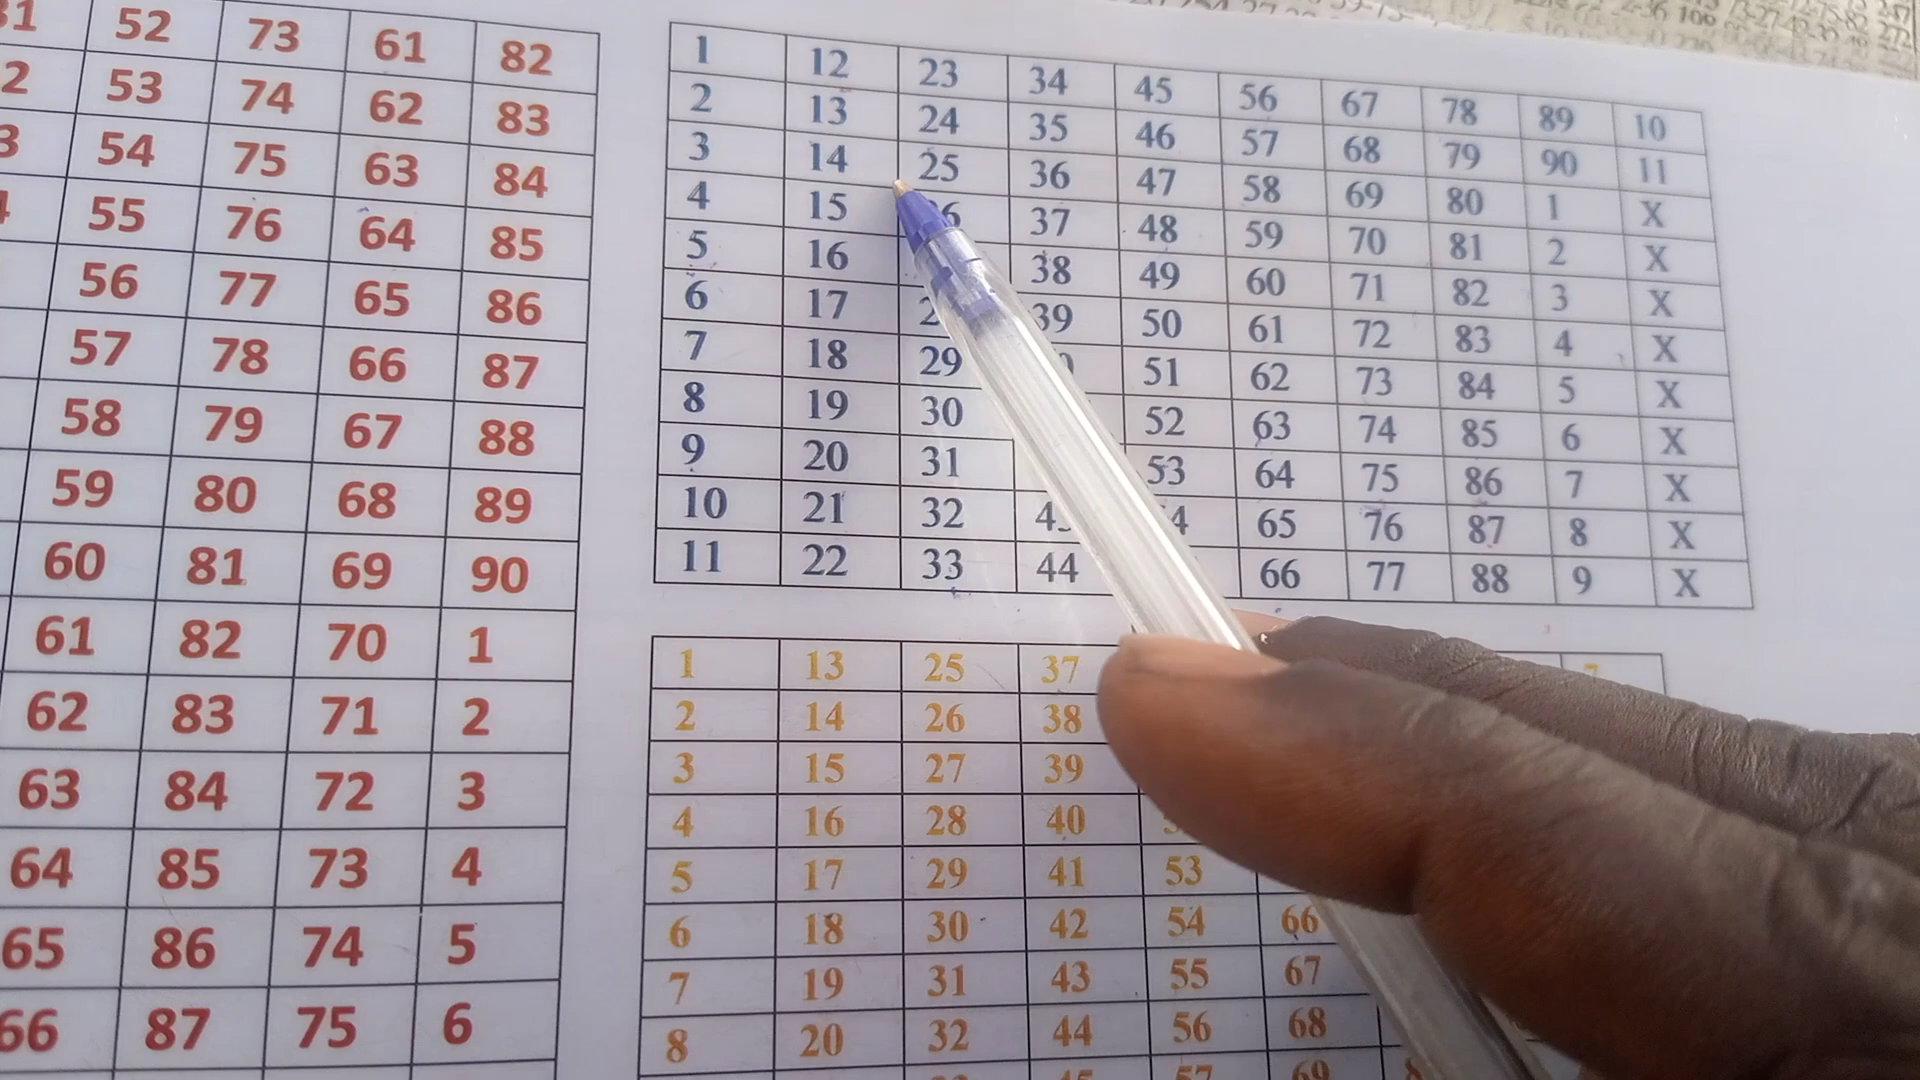 52 73 61 82
53 74 62 83
54 75 63 84
55 76 64 85
56 77 65 86
57 78 66 87
58 79 67 88
59 80 68 89
60 81 69 90
61 82 70 1
62 83 71 2
63 84 72 3
64 85 73 4
65 86 74 5
66 87 75 6
1 12 23 34 45 56 67 78 89 10
2 13 24 35 46 57 68 79 90 11
3 14 25 36 47 58 69 80 1 X
4 15 37 48 59 70 81 2 X
5 16 38 49 60 71 82 3 X
6 17 39 50 61 72 83 4 X
7 18 29 51 62 73 84 5 X
8 19 30 52 63 74 85 6 X
9 20 31 53 64 75 86 7 X
10 21 32 65 76 87 8 X
11 22 33 44 66 77 88 9 X
1 13 25 37
2 14 26 38
3 15 27 39
4 16 28 40
5 17 29 41 53
6 18 30 42 54 66
7 19 31 43 55 67
8 20 32 44 56 68
57 69